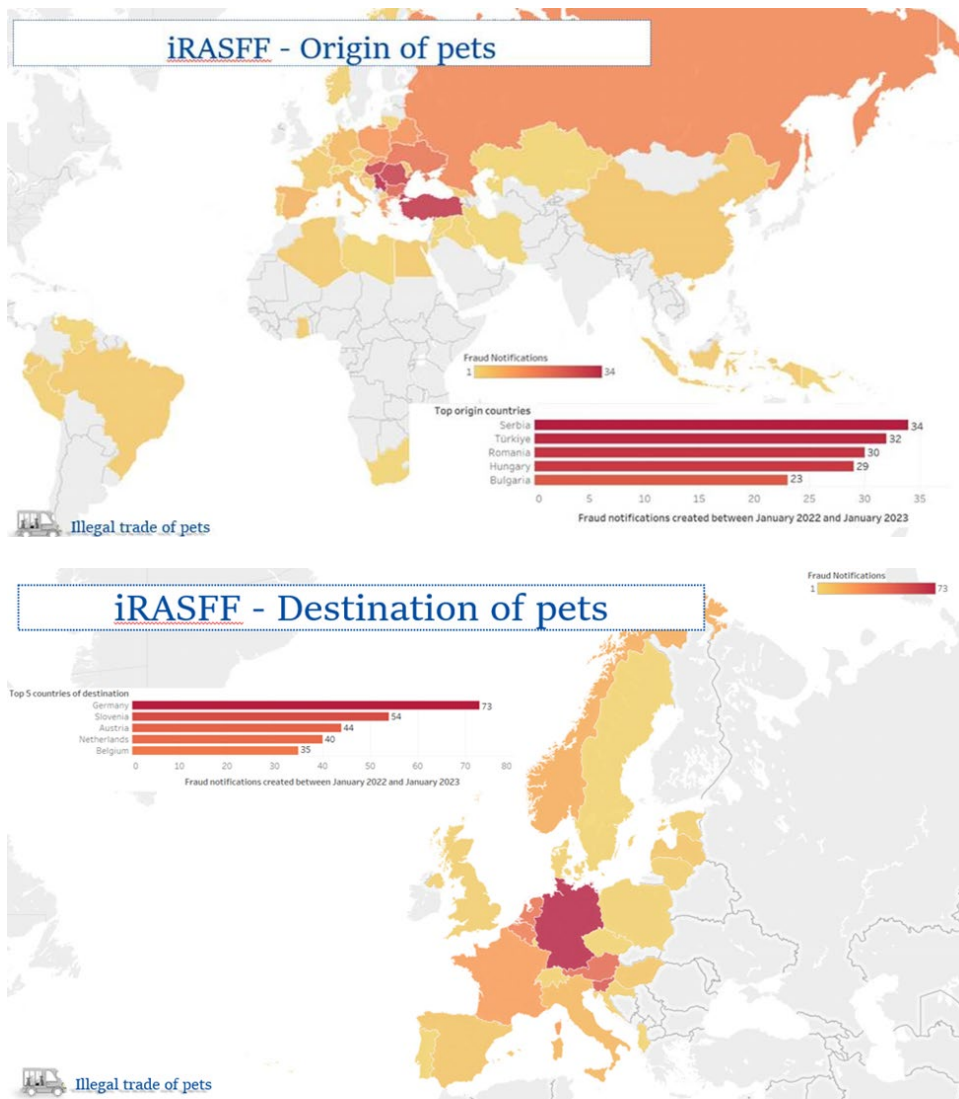 iRASFF - Origin of pets
Fraud Notifications
1 34
Top origin countries
Serbia 34
Türkiye 32
Romania 30
Hungary 29
Bulgaria 23
0 5 10 15 20 25 30 35
Fraud notifications created between January 2022 and January 2023
Illegal trade of pets
Fraud Notifications
1 73
iRASFF - Destination of pets
Top 5 countries of destination
Germany 73
Slovenia 54
Austria 44
Netherlands 40
Belgium 35
0 10 20 30 40 50 60 70 80
Fraud notifications created between January 2022 and January 2023
Illegal trade of pets